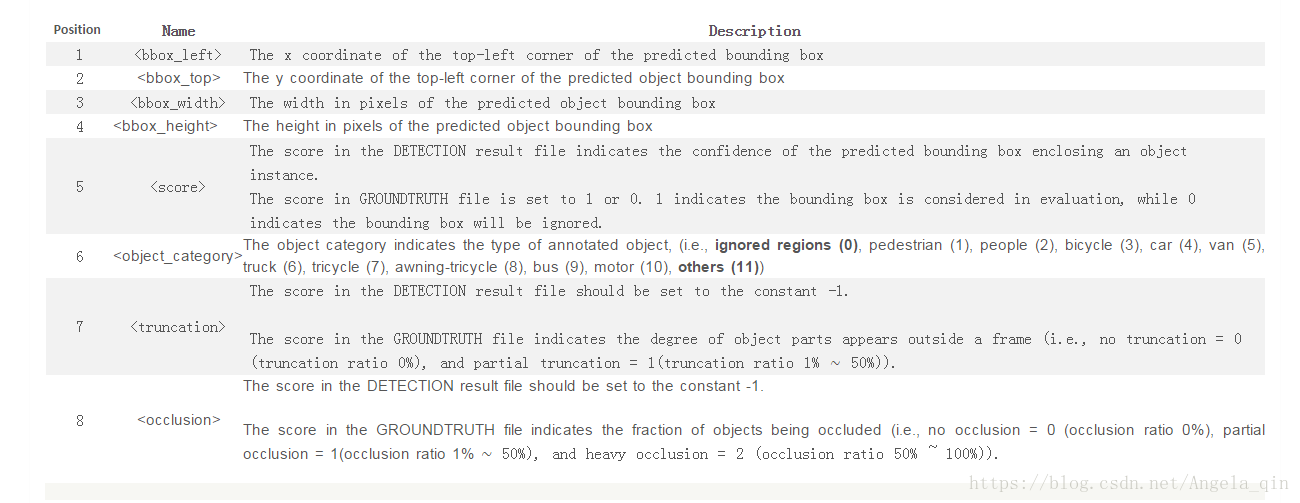 Position Name Description
1 <bbox_left> The x coordinate of the top-left corner of the predicted bounding box
2 <bbox_top> The y coordinate of the top-left corner of the predicted object bounding box
3 <bbox_width> The width in pixels of the predicted object bounding box
4 <bbox_height> The height in pixels of the predicted object bounding box
The score in the DETECTION result file indicates the confidence of the predicted bounding box enclosing an object
instance.
5 <score>
The score in GROUNDTRUTH file is set to 1 or 0. 1 indicates the bounding box is considered in evaluation, while 0
indicates the bounding box will be ignored.
The object category indicates the type of annotated object, (i.e., ignored regions (0), pedestrian (1), people (2), bicycle (3), car (4), van (5),
6 <object_category>
truck (6), tricycle (7), awning-tricycle (8), bus (9), motor (10), others (11))
The score in the DETECTION result file should be set to the constant -1.
7 <truncation>
The score in the GROUNDTRUTH file indicates the degree of object parts appears outside a frame (i.e., no truncation = 0
(truncation ratio 0%), and partial truncation = 1(truncation ratio 1% ~ 50%)).
The score in the DETECTION result file should be set to the constant -1.
8 <occlusion>
The score in the GROUNDTRUTH file indicates the fraction of objects being occluded (i.e., no occlusion = 0 (occlusion ratio 0%), partial
occlusion = 1(occlusion ratio 1% ~ 50%), and heavy occlusion = 2 (occlusion ratio 50% ~ 100%)).
https://blog.csdn.net/Angela_qin